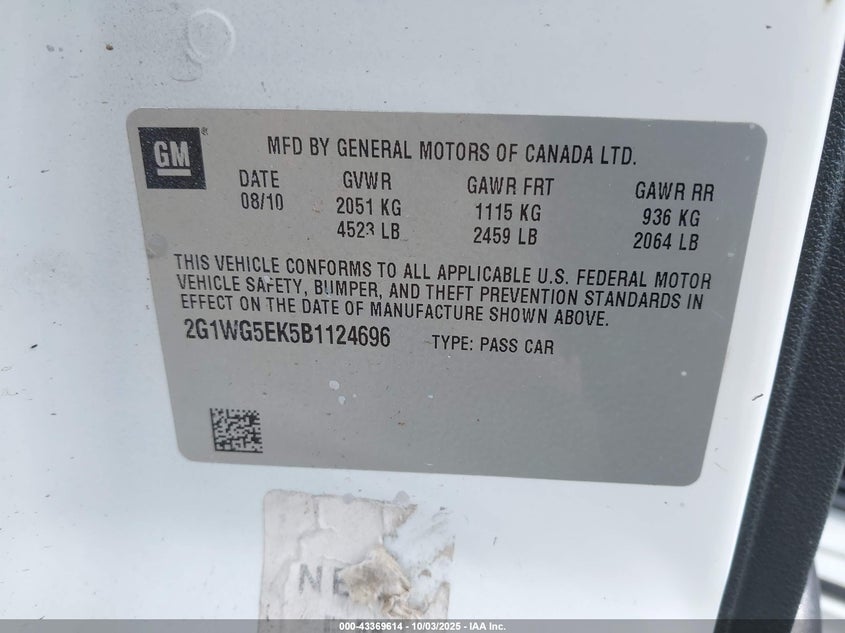 GM
MFD BY GENERAL MOTORS OF CANADA LTD.
DATE GVWR GAWR FRT GAWR RR
08/10 2051 KG 1115 KG 936 KG
4523 LB 2459 LB 2064 LB
THIS VEHICLE CONFORMS TO ALL APPLICABLE U.S. FEDERAL MOTOR
VEHICLE SAFETY, BUMPER, AND THEFT PREVENTION STANDARDS IN
EFFECT ON THE DATE OF MANUFACTURE SHOWN ABOVE.
2G1WG5EK5B1124696 TYPE: PASS CAR
000-43369614 - 10/03/2025 - IAA Inc.